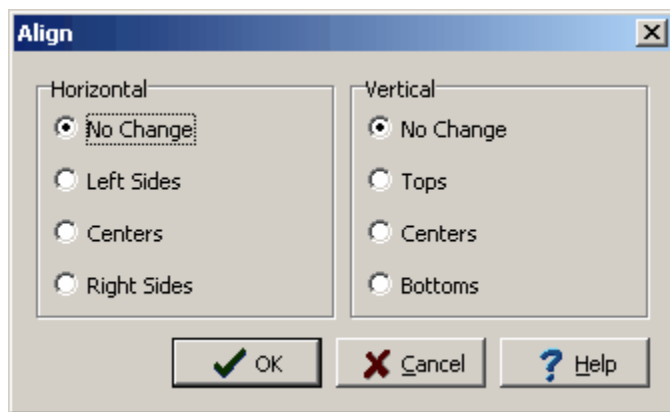 Align
Horizontal
No Change
Left Sides
Centers
Right Sides
Vertical
No Change
Tops
Centers
Bottoms
OK
Cancel
Help